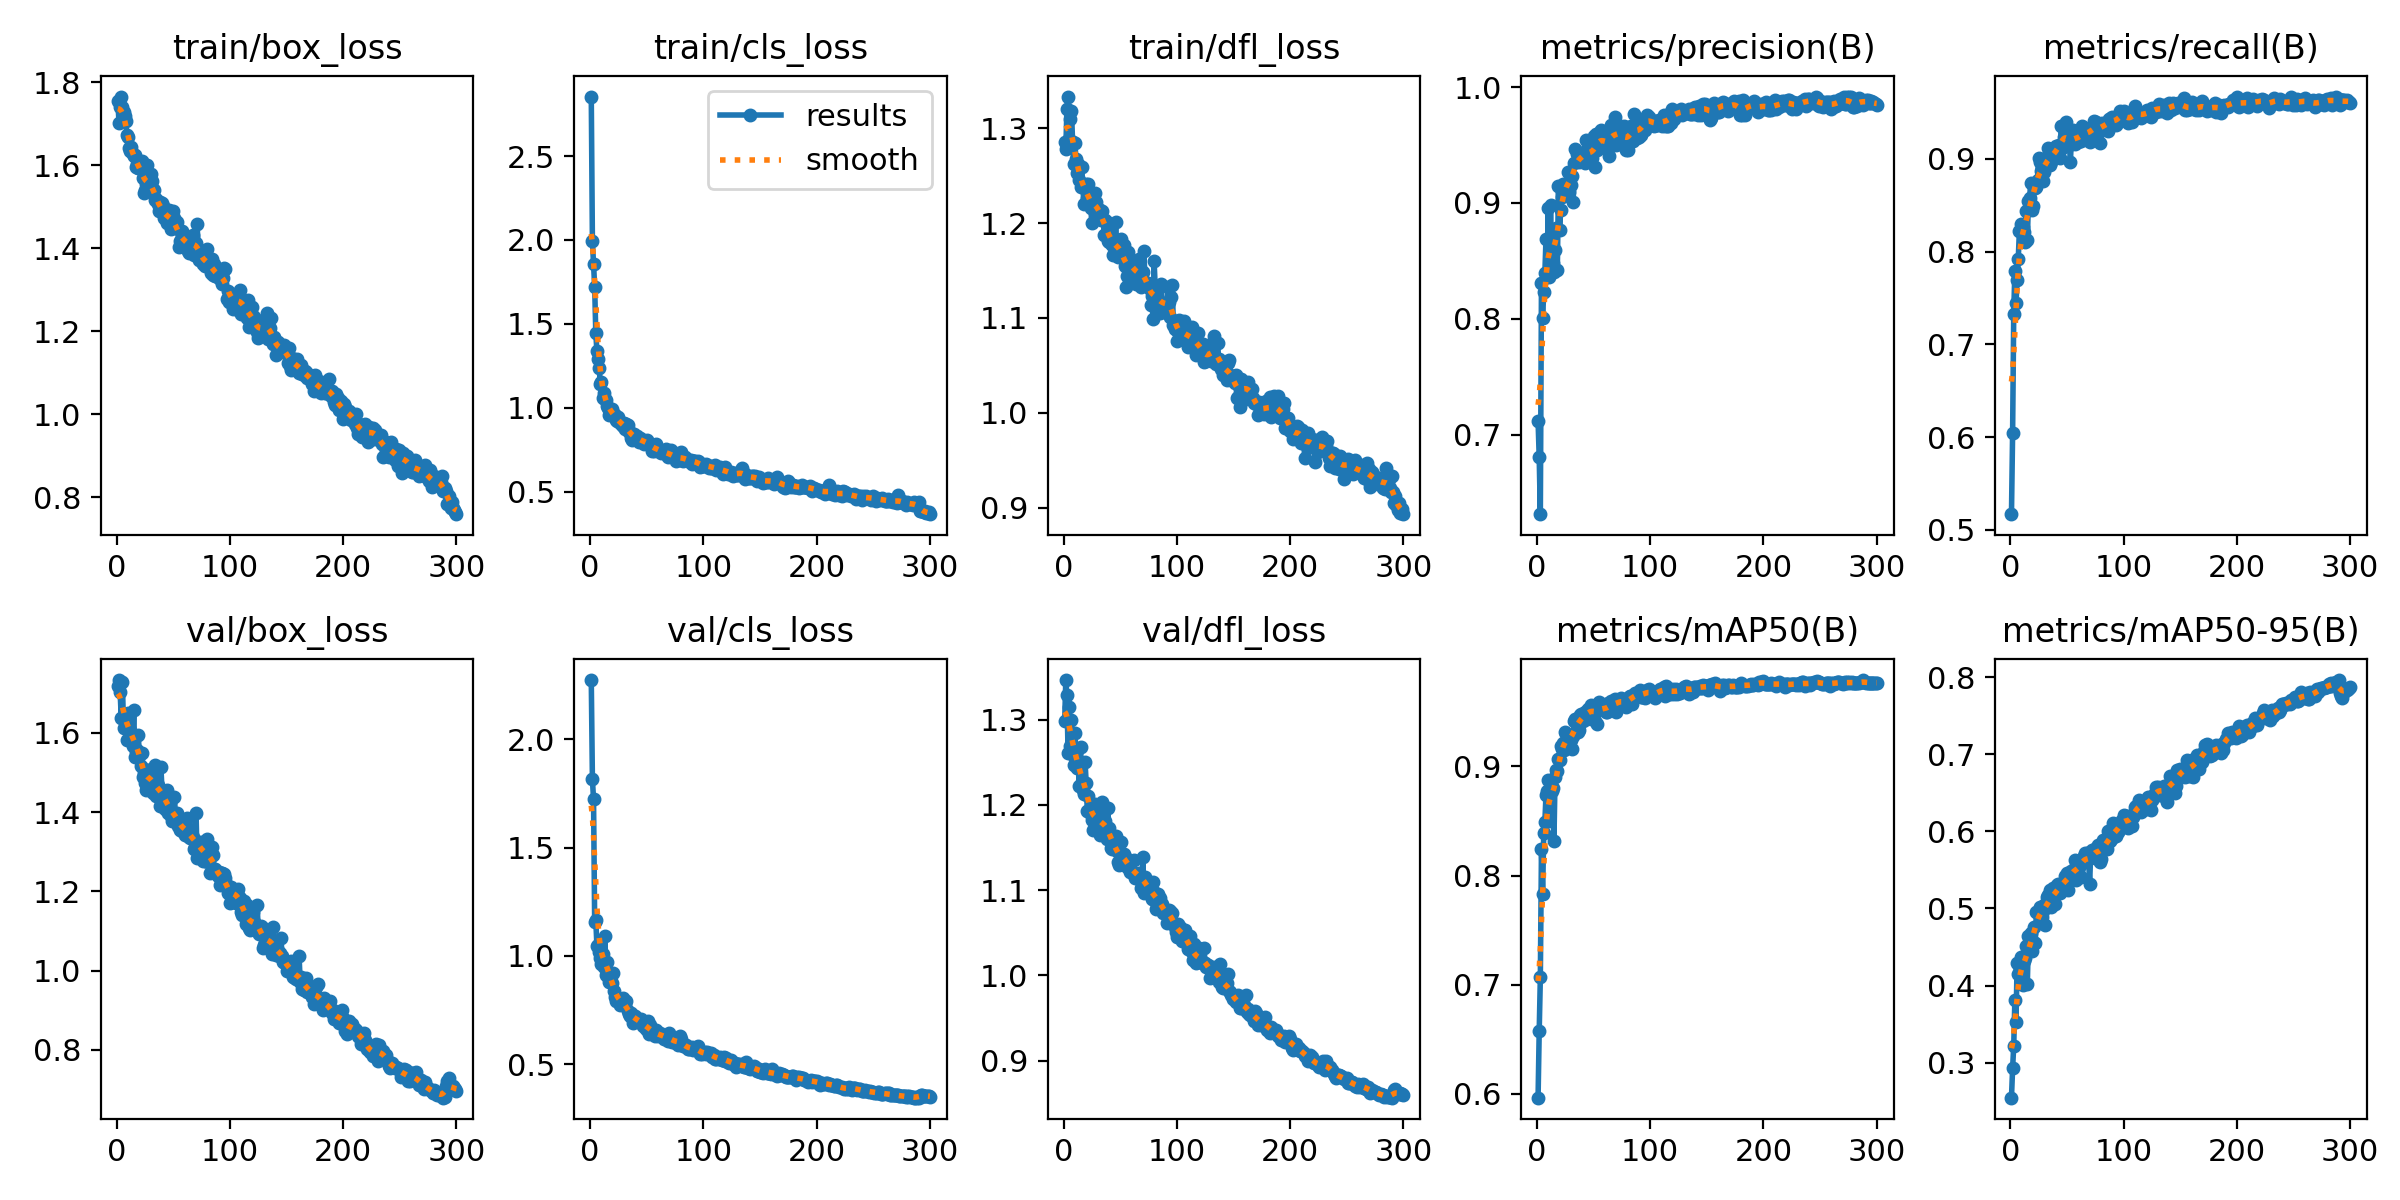 train/box_loss
1.8
1.6
1.4
1.2
1.0
0.8
0 100 200 300
train/cls_loss
results
smooth
2.5
2.0
1.5
1.0
0.5
0 100 200 300
train/dfl_loss
1.3
1.2
1.1
1.0
0.9
0 100 200 300
metrics/precision(B)
1.0
0.9
0.8
0.7
0 100 200 300
metrics/recall(B)
0.9
0.8
0.7
0.6
0.5
0 100 200 300
val/box_loss
1.6
1.4
1.2
1.0
0.8
0 100 200 300
val/cls_loss
2.0
1.5
1.0
0.5
0 100 200 300
val/dfl_loss
1.3
1.2
1.1
1.0
0.9
0 100 200 300
metrics/mAP50(B)
0.9
0.8
0.7
0.6
0 100 200 300
metrics/mAP50-95(B)
0.8
0.7
0.6
0.5
0.4
0.3
0 100 200 300